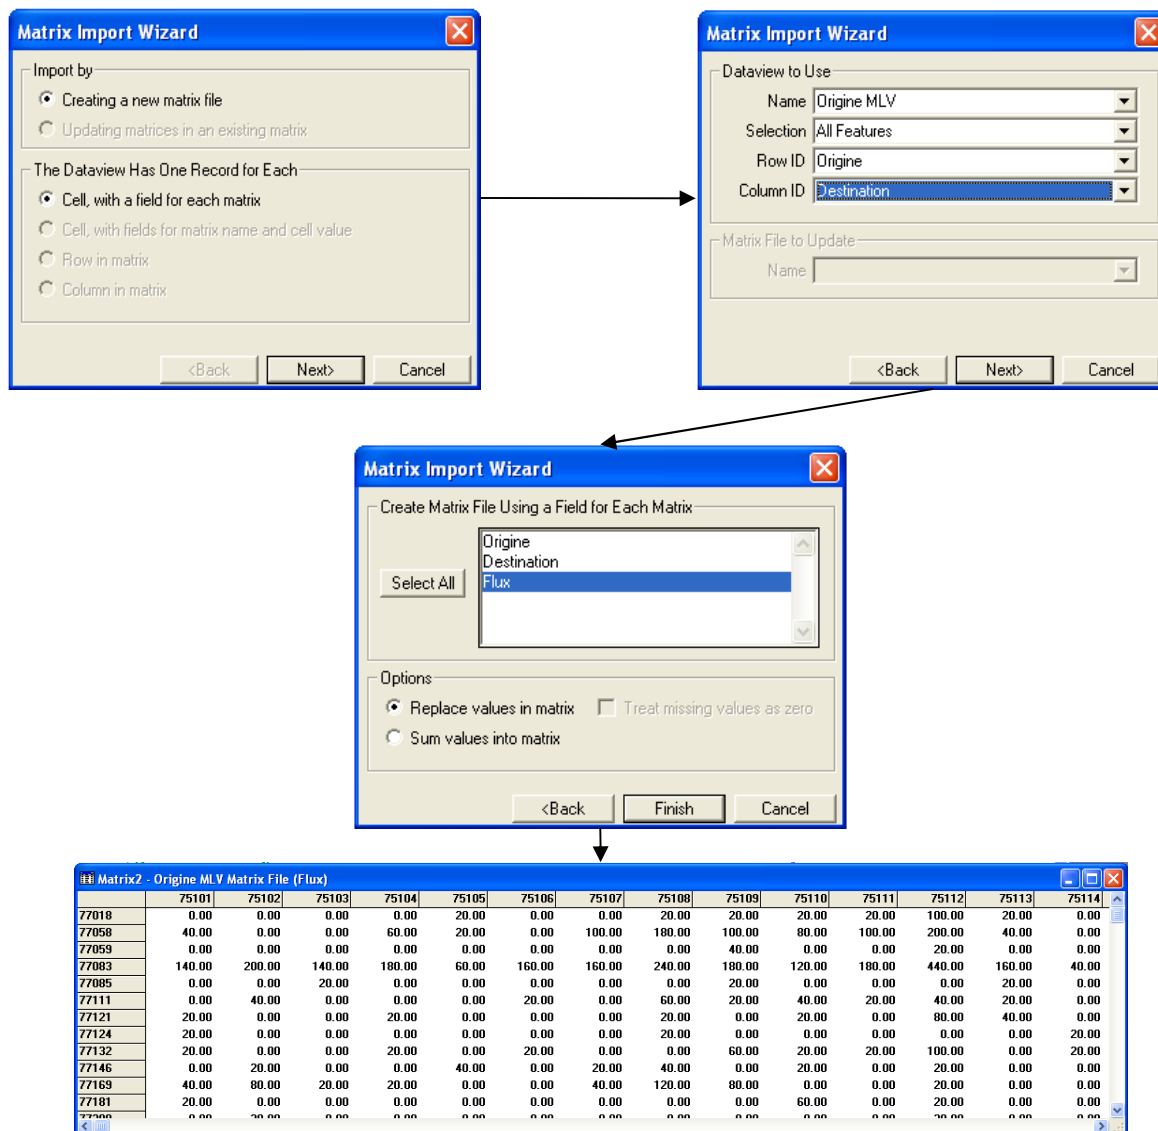 Matrix Import Wizard
Import by
Creating a new matrix file
Updating matrices in an existing matrix
The Dataview Has One Record for Each
Cell, with a field for each matrix
Cell, with fields for matrix name and cell value
Row in matrix
Column in matrix
<Back Next> Cancel
Matrix Import Wizard
Dataview to Use
Name Origine MLV
Selection All Features
Row ID Origine
Column ID Destination
Matrix File to Update
Name
<Back Next> Cancel
Matrix Import Wizard
Create Matrix File Using a Field for Each Matrix
Origine
Destination
Select All Flux
Options
Replace values in matrix Treat missing values as zero
Sum values into matrix
<Back Finish Cancel
Matrix2 - Origine MLV Matrix File (Flux)
75101 75102 75103 75104 75105 75106 75107 75108 75109 75110 75111 75112 75113 75114
77018 0.00 0.00 0.00 0.00 20.00 0.00 0.00 20.00 20.00 20.00 20.00 100.00 20.00 0.00
77058 40.00 0.00 0.00 60.00 20.00 0.00 100.00 180.00 100.00 80.00 100.00 200.00 40.00 0.00
77059 0.00 0.00 0.00 0.00 0.00 0.00 0.00 0.00 40.00 0.00 0.00 20.00 0.00 0.00
77083 140.00 200.00 140.00 180.00 60.00 160.00 160.00 240.00 180.00 120.00 180.00 440.00 160.00 40.00
77085 0.00 0.00 20.00 0.00 0.00 0.00 0.00 0.00 20.00 0.00 0.00 0.00 20.00 0.00
77111 0.00 40.00 0.00 0.00 0.00 20.00 0.00 60.00 20.00 40.00 20.00 40.00 20.00 0.00
77121 20.00 0.00 0.00 20.00 0.00 0.00 0.00 20.00 0.00 20.00 0.00 80.00 40.00 0.00
77124 20.00 0.00 0.00 0.00 0.00 0.00 0.00 20.00 0.00 0.00 0.00 0.00 0.00 20.00
77132 20.00 0.00 0.00 20.00 0.00 20.00 0.00 0.00 60.00 20.00 20.00 100.00 0.00 20.00
77146 0.00 20.00 0.00 0.00 40.00 0.00 20.00 40.00 0.00 20.00 0.00 20.00 0.00 0.00
77169 40.00 80.00 20.00 20.00 0.00 0.00 40.00 120.00 80.00 0.00 0.00 20.00 0.00 0.00
77181 20.00 0.00 0.00 0.00 0.00 0.00 0.00 0.00 0.00 60.00 0.00 20.00 0.00 0.00